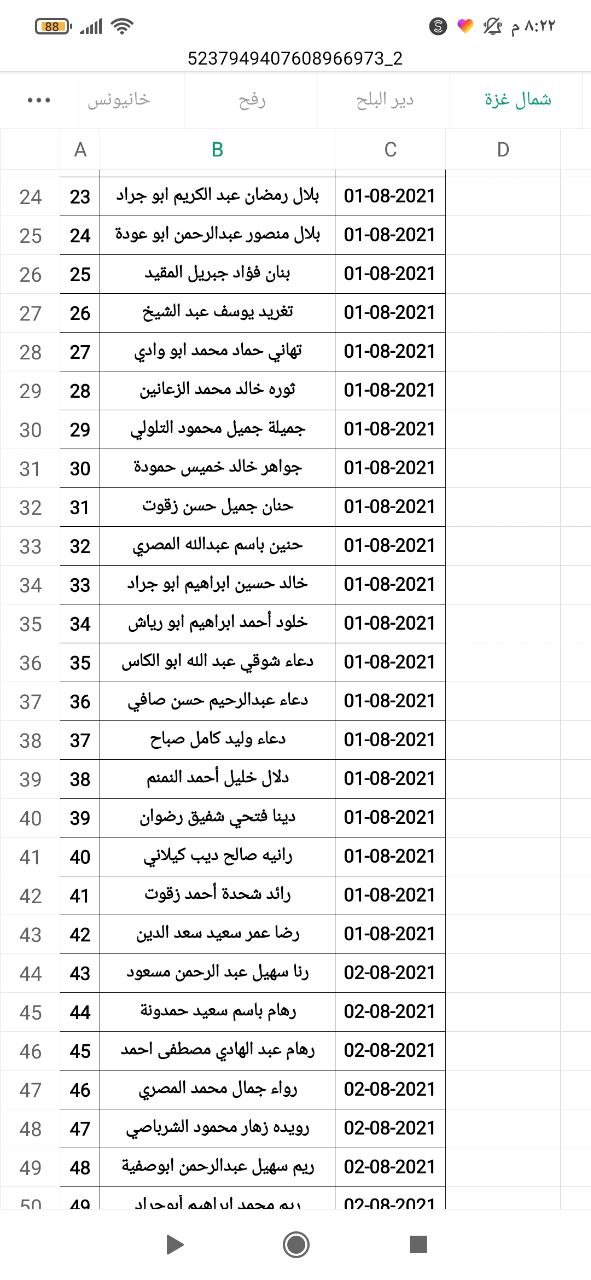 88
٨:٢٢ م
5237949407608966973_2
شمال غزة دير البلح رفح خانيونس
A B C D
24 23 بلال رمضان عبد الكريم ابو جراد 01-08-2021
25 24 بلال منصور عبدالرحمن ابو عودة 01-08-2021
26 25 بنان فؤاد جبريل المقيد 01-08-2021
27 26 تغريد يوسف عبد الشيخ 01-08-2021
28 27 تهاني حماد محمد ابو وادي 01-08-2021
29 28 ثوره خالد محمد الزعانين 01-08-2021
30 29 جميلة جميل محمود التلولي 01-08-2021
31 30 جواهر خالد خميس حمودة 01-08-2021
32 31 حنان جميل حسن زقوت 01-08-2021
33 32 حنين باسم عبدالله المصري 01-08-2021
34 33 خالد حسين ابراهيم ابو جراد 01-08-2021
35 34 خلود أحمد ابراهيم ابو رياش 01-08-2021
36 35 دعاء شوقي عبد الله ابو الكاس 01-08-2021
37 36 دعاء عبدالرحيم حسن صافي 01-08-2021
38 37 دعاء وليد كامل صباح 01-08-2021
39 38 دلال خليل أحمد النمنم 01-08-2021
40 39 دينا فتحي شفيق رضوان 01-08-2021
41 40 رانيه صالح ديب كيلاني 01-08-2021
42 41 رائد شحدة أحمد زقوت 01-08-2021
43 42 رضا عمر سعيد سعد الدين 01-08-2021
44 43 رنا سهيل عبد الرحمن مسعود 02-08-2021
45 44 رهام باسم سعيد حمدونة 02-08-2021
46 45 رهام عبد الهادي مصطفى احمد 02-08-2021
47 46 رواء جمال محمد المصري 02-08-2021
48 47 رويده زهار محمود الشرباصي 02-08-2021
49 48 ريم سهيل عبدالرحمن ابوصفية 02-08-2021
50 49 ريم محمد ابراهيم أبوجراد 02-08-2021